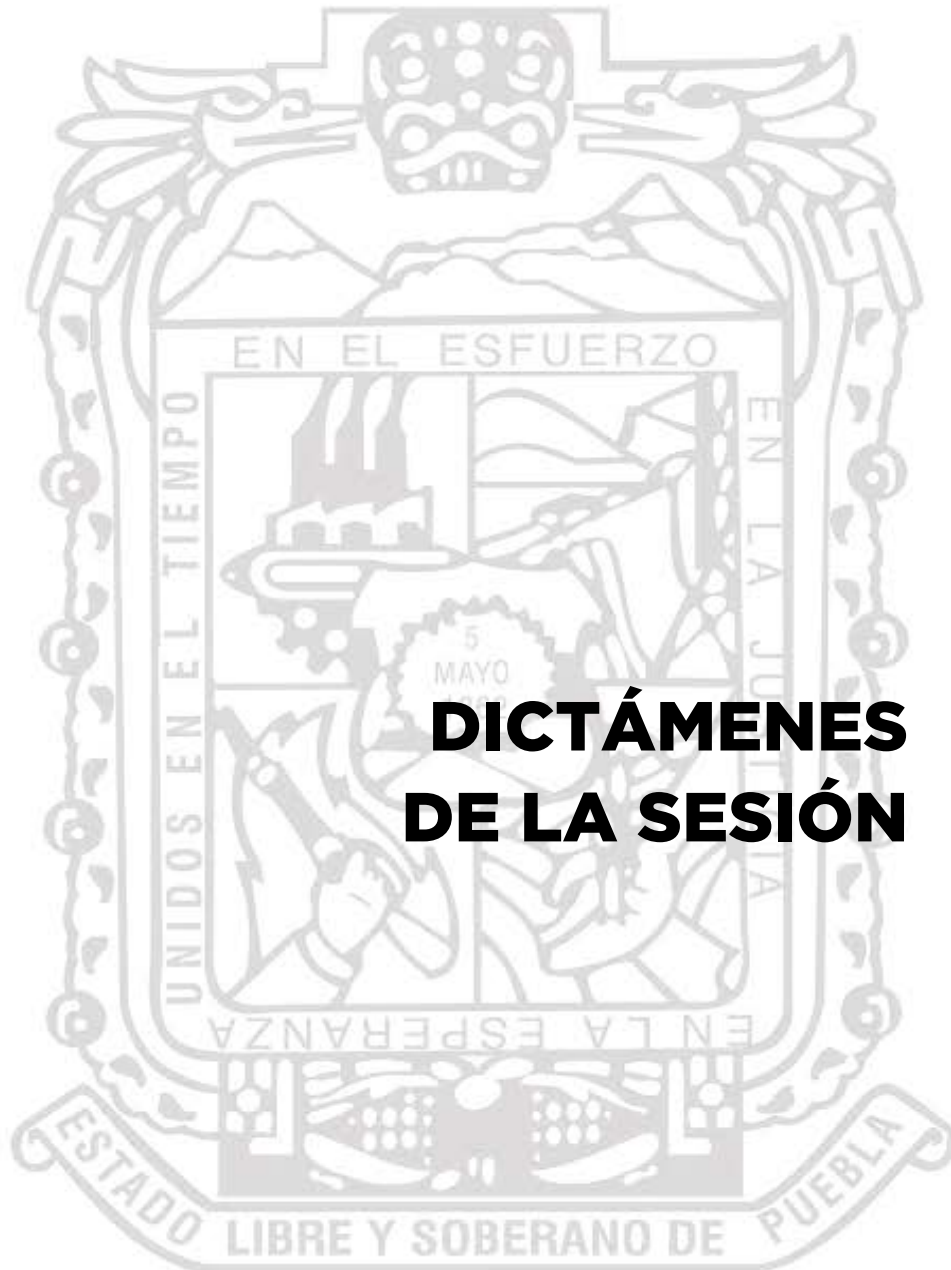 EN EL ESFUERZO
EN LA
UNIDOS EN EL TIEMPO
5
MAYO
DICTÁMENES
DE LA SESIÓN
EN LA ESPERANZA
ESTADO LIBRE Y SOBERANO DE PUEBLA